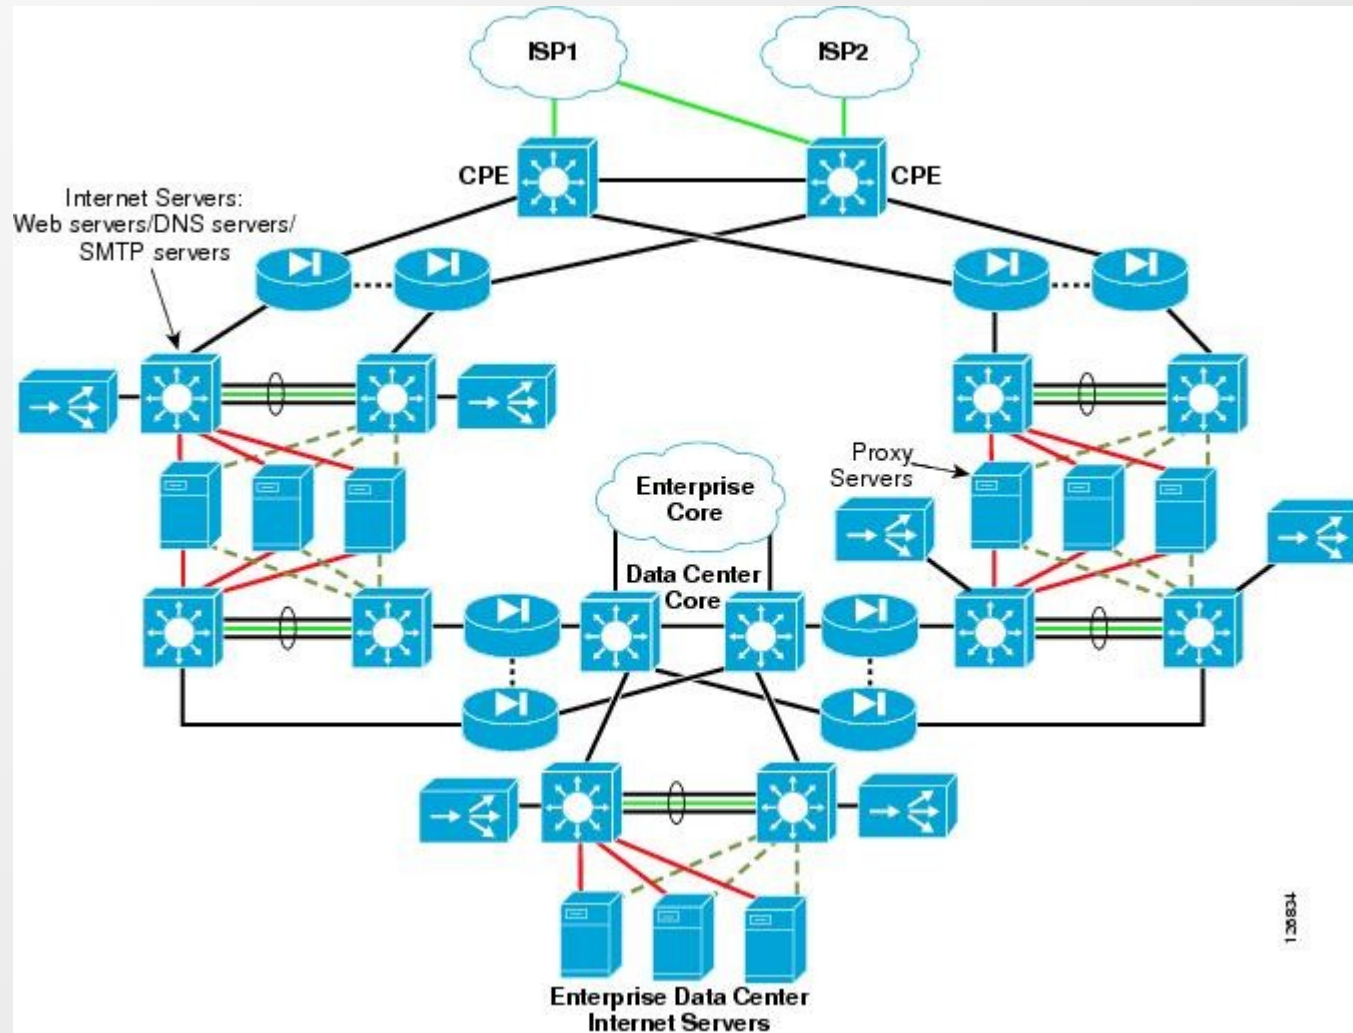 ISP1
ISP2
CPE
CPE
Internet Servers:
Web servers/DNS servers/
SMTP servers
Proxy
Servers
Enterprise
Core
Data Center
Core
Enterprise Data Center
Internet Servers
126834